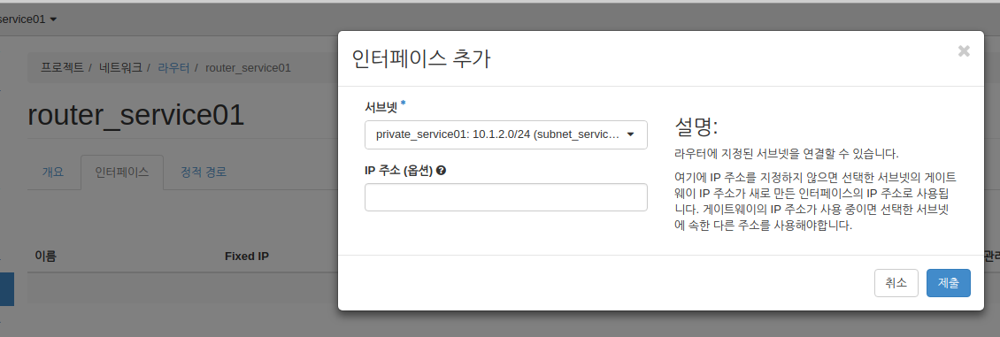 service01
프로젝트 / 네트워크 / 라우터 / router_service01
router_service01
개요 인터페이스 정적 경로
이름 Fixed IP
관리
인터페이스 추가
서브넷 *
private_service01: 10.1.2.0/24 (subnet_servic...
IP 주소 (옵션)
설명:
라우터에 지정된 서브넷을 연결할 수 있습니다.
여기에 IP 주소를 지정하지 않으면 선택한 서브넷의 게이트
웨이 IP 주소가 새로 만든 인터페이스의 IP 주소로 사용됩
니다. 게이트웨이의 IP 주소가 사용 중이면 선택한 서브넷
에 속한 다른 주소를 사용해야합니다.
취소 제출